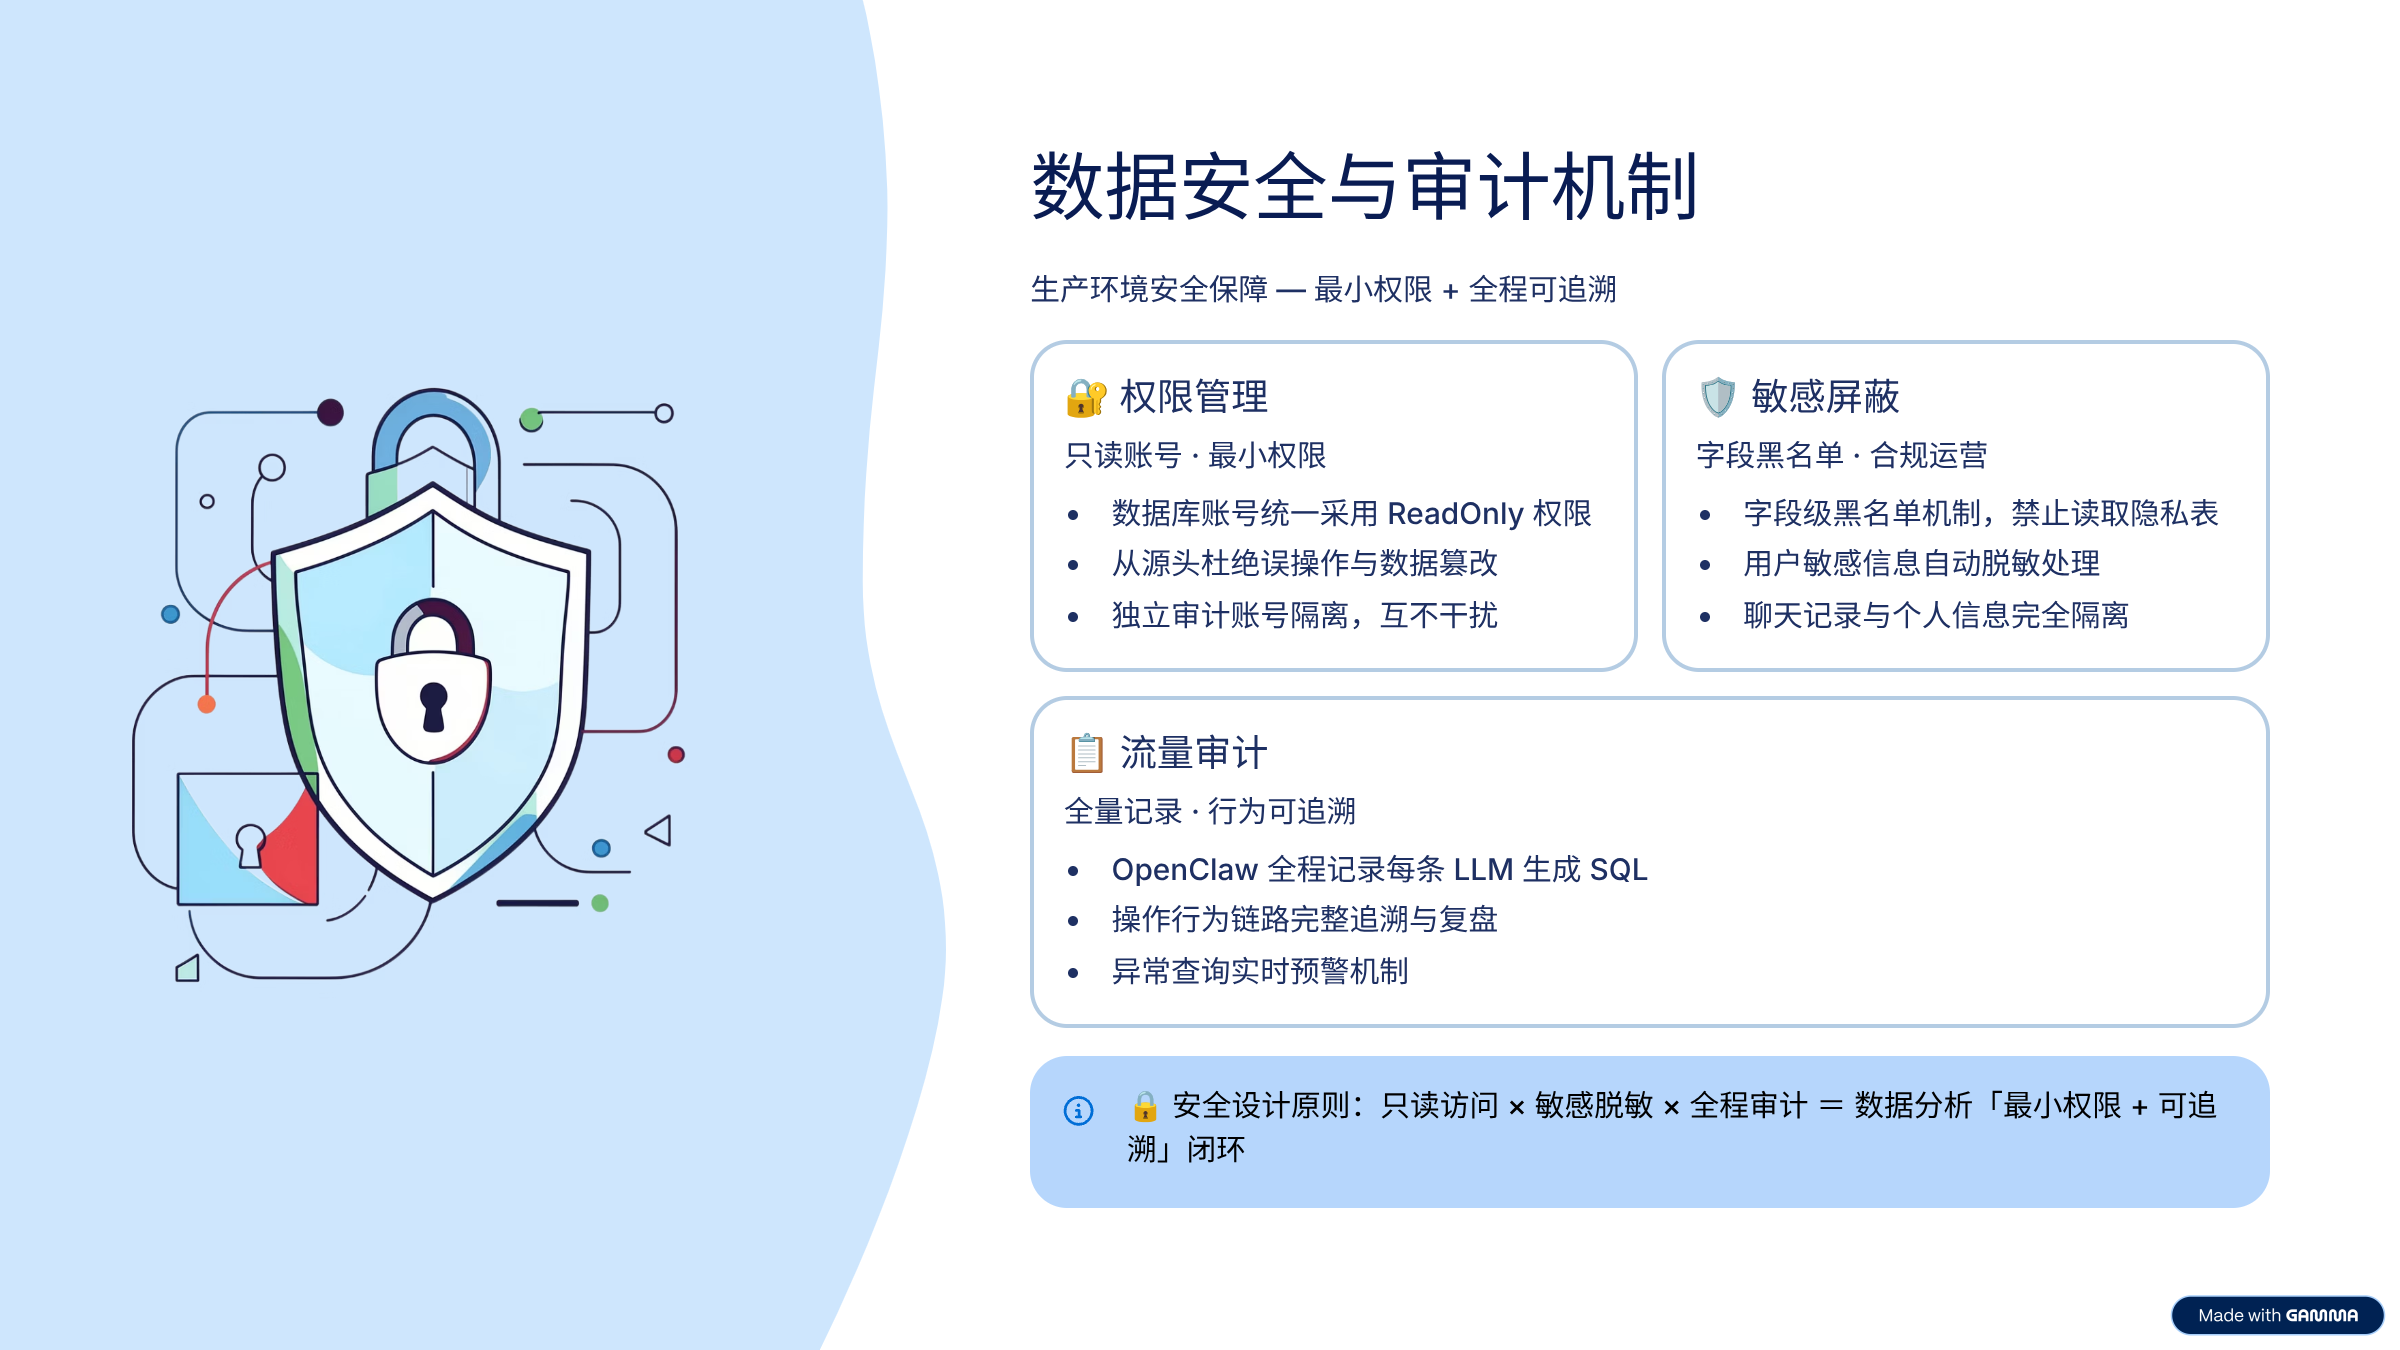 数据安全与审计机制
生产环境安全保障 — 最小权限 + 全程可追溯
🔐 权限管理
只读账号 · 最小权限
• 数据库账号统一采用 ReadOnly 权限
• 从源头杜绝误操作与数据篡改
• 独立审计账号隔离，互不干扰
🛡️ 敏感屏蔽
字段黑名单 · 合规运营
• 字段级黑名单机制，禁止读取隐私表
• 用户敏感信息自动脱敏处理
• 聊天记录与个人信息完全隔离
📋 流量审计
全量记录 · 行为可追溯
• OpenClaw 全程记录每条 LLM 生成 SQL
• 操作行为链路完整追溯与复盘
• 异常查询实时预警机制
🔒 安全设计原则：只读访问 × 敏感脱敏 × 全程审计 ＝ 数据分析「最小权限 + 可追
溯」闭环
Made with GAMMA